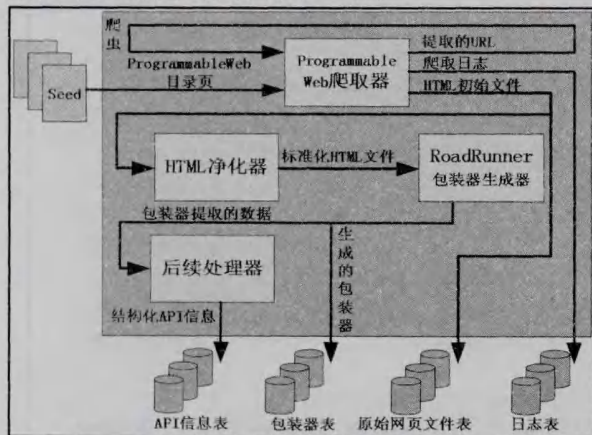 爬虫
提取的URL
ProgrammableWeb
目录页
Programmable
Web爬取器
爬取日志
HTML初始文件
Seed
HTML净化器
标准化HTML文件
RoadRunner
包装器生成器
包装器提取的数据
生成的包装器
后续处理器
结构化API信息
API信息表
包装器表
原始网页文件表
日志表